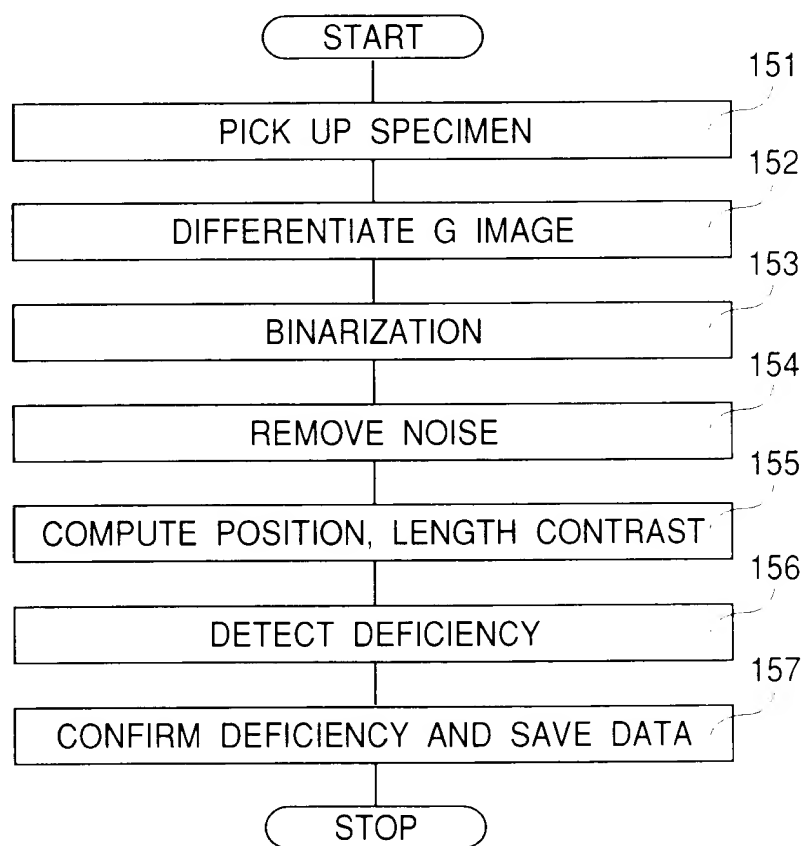 START
151
PICK UP SPECIMEN
152
DIFFERENTIATE G IMAGE
153
BINARIZATION
154
REMOVE NOISE
155
COMPUTE POSITION, LENGTH CONTRAST
156
DETECT DEFICIENCY
157
CONFIRM DEFICIENCY AND SAVE DATA
STOP